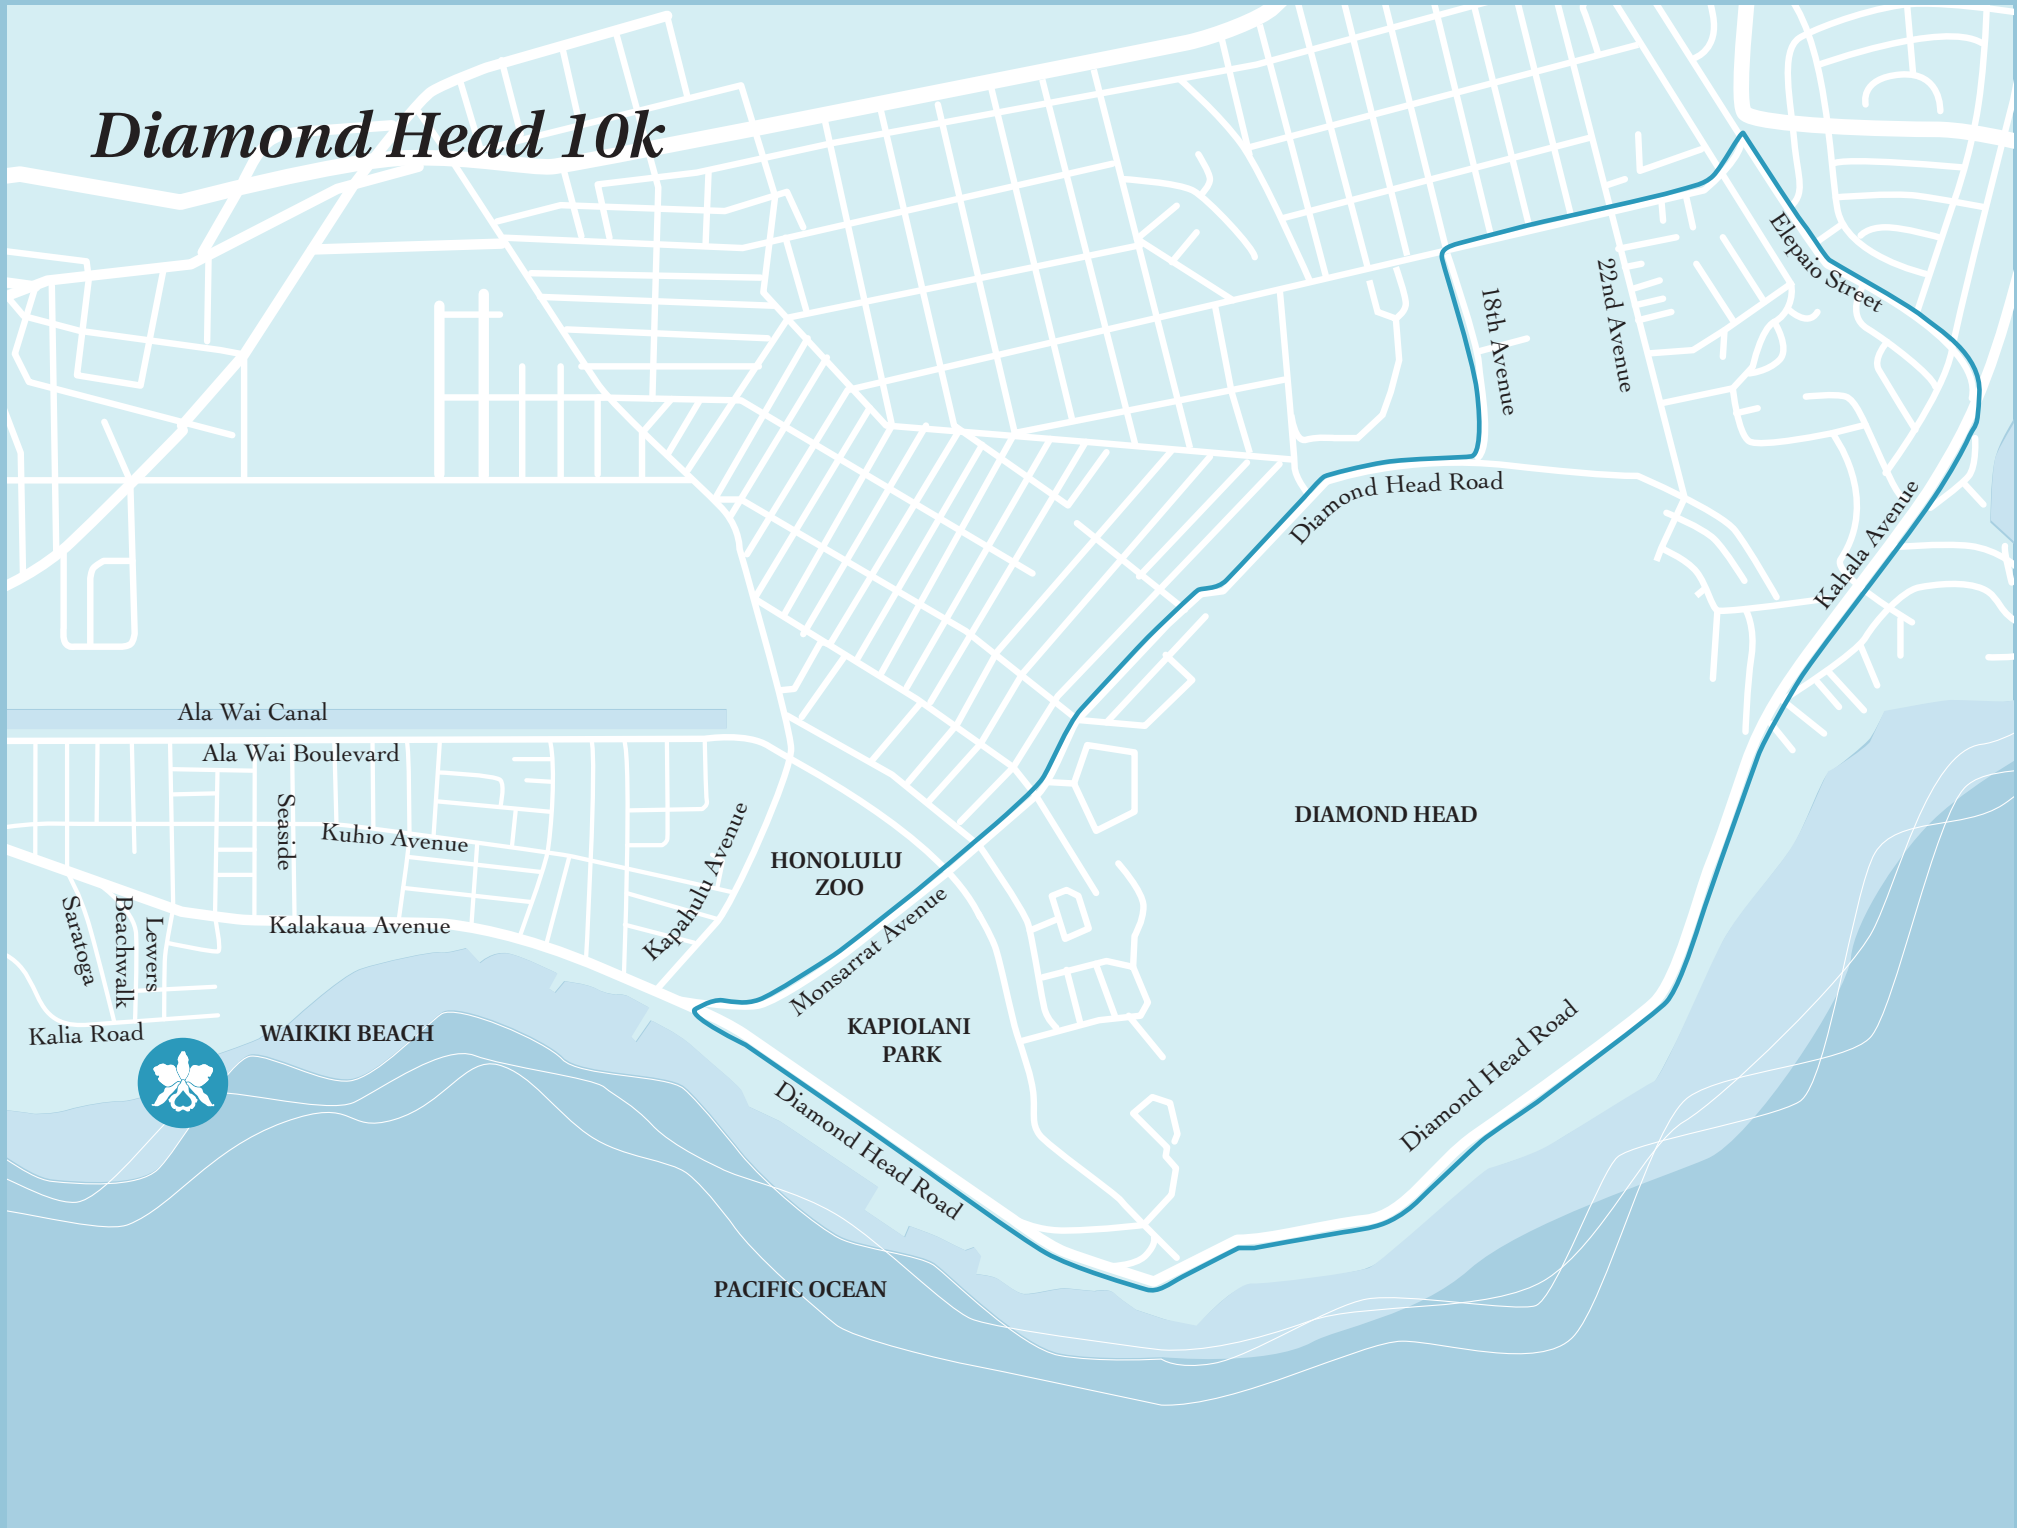 Diamond Head 10k
Elepaio Street
22nd Avenue
18th Avenue
Diamond Head Road
Kahala Avenue
Ala Wai Canal
Ala Wai Boulevard
Seaside
Kuhio Avenue
Kapahulu Avenue
HONOLULU
ZOO
DIAMOND HEAD
Saratoga
Beachwalk
Lewers
Kalakaua Avenue
Monsarrat Avenue
Kalia Road
WAIKIKI BEACH
KAPIOLANI
PARK
Diamond Head Road
Diamond Head Road
PACIFIC OCEAN